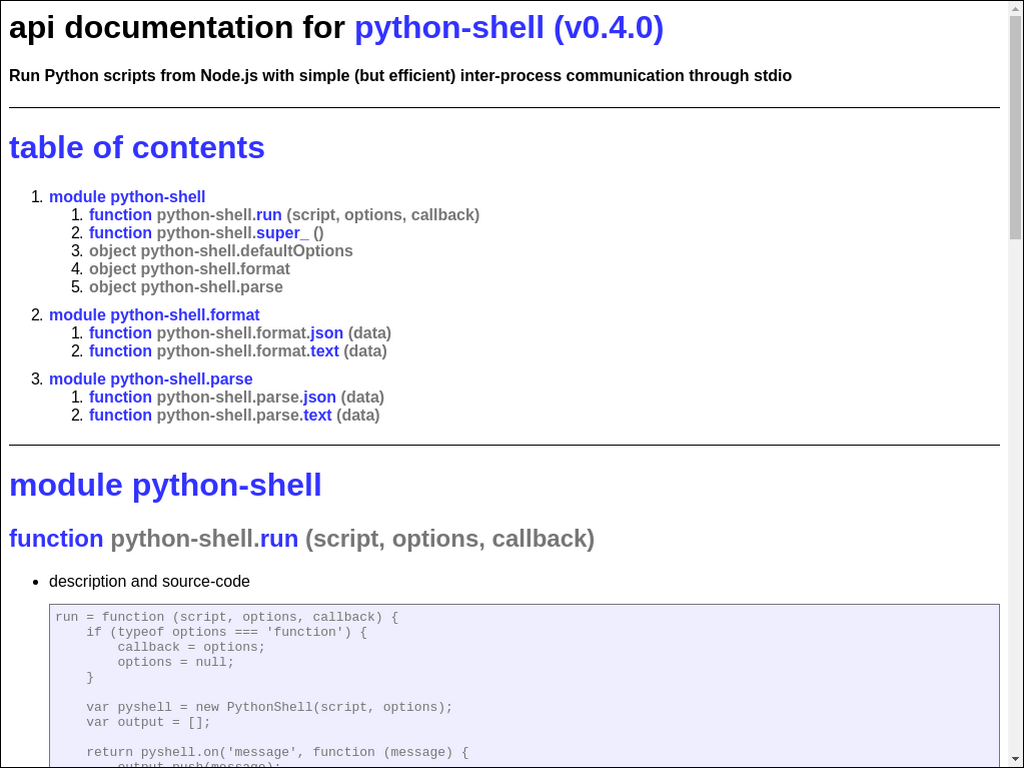 api documentation for python-shell (v0.4.0)
Run Python scripts from Node.js with simple (but efficient) inter-process communication through stdio
table of contents
1. module python-shell
1. function python-shell.run (script, options, callback)
2. function python-shell.super_ ()
3. object python-shell.defaultOptions
4. object python-shell.format
5. object python-shell.parse
2. module python-shell.format
1. function python-shell.format.json (data)
2. function python-shell.format.text (data)
3. module python-shell.parse
1. function python-shell.parse.json (data)
2. function python-shell.parse.text (data)
module python-shell
function python-shell.run (script, options, callback)
• description and source-code
run = function (script, options, callback) {
    if (typeof options === 'function') {
        callback = options;
        options = null;
    }
    var pyshell = new PythonShell(script, options);
    var output = [];
    return pyshell.on('message', function (message) {
        output.push(message);